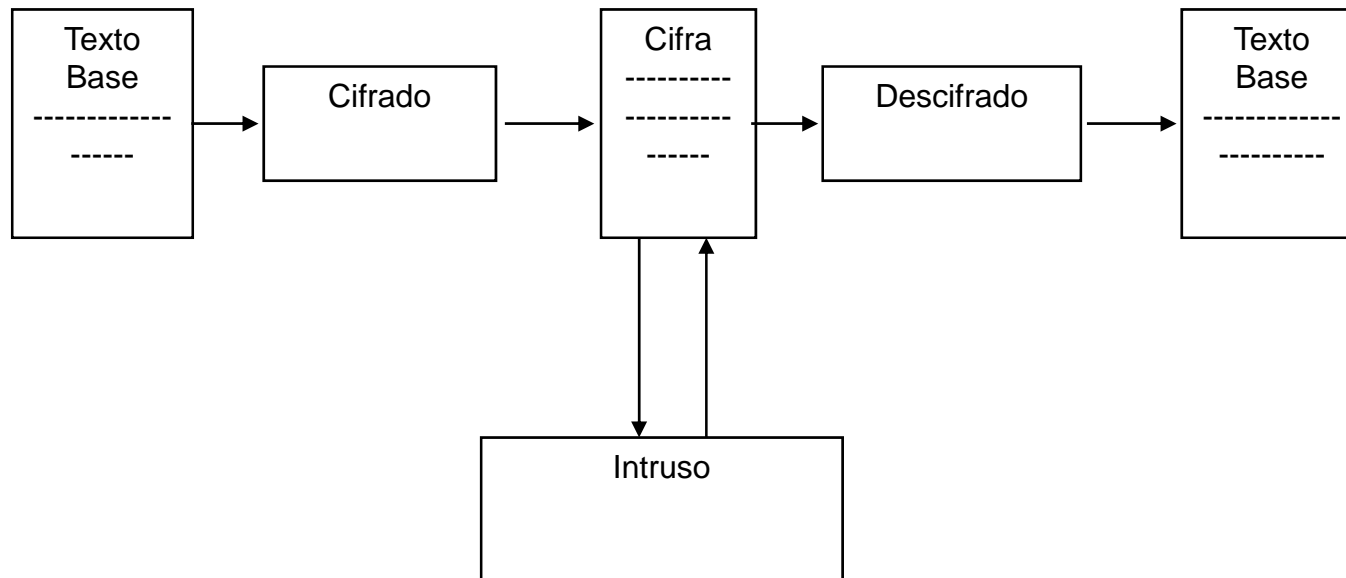 Texto
Base
-------------
------
Cifrado
Cifra
----------
----------
------
Descifrado
Texto
Base
-------------
----------
Intruso